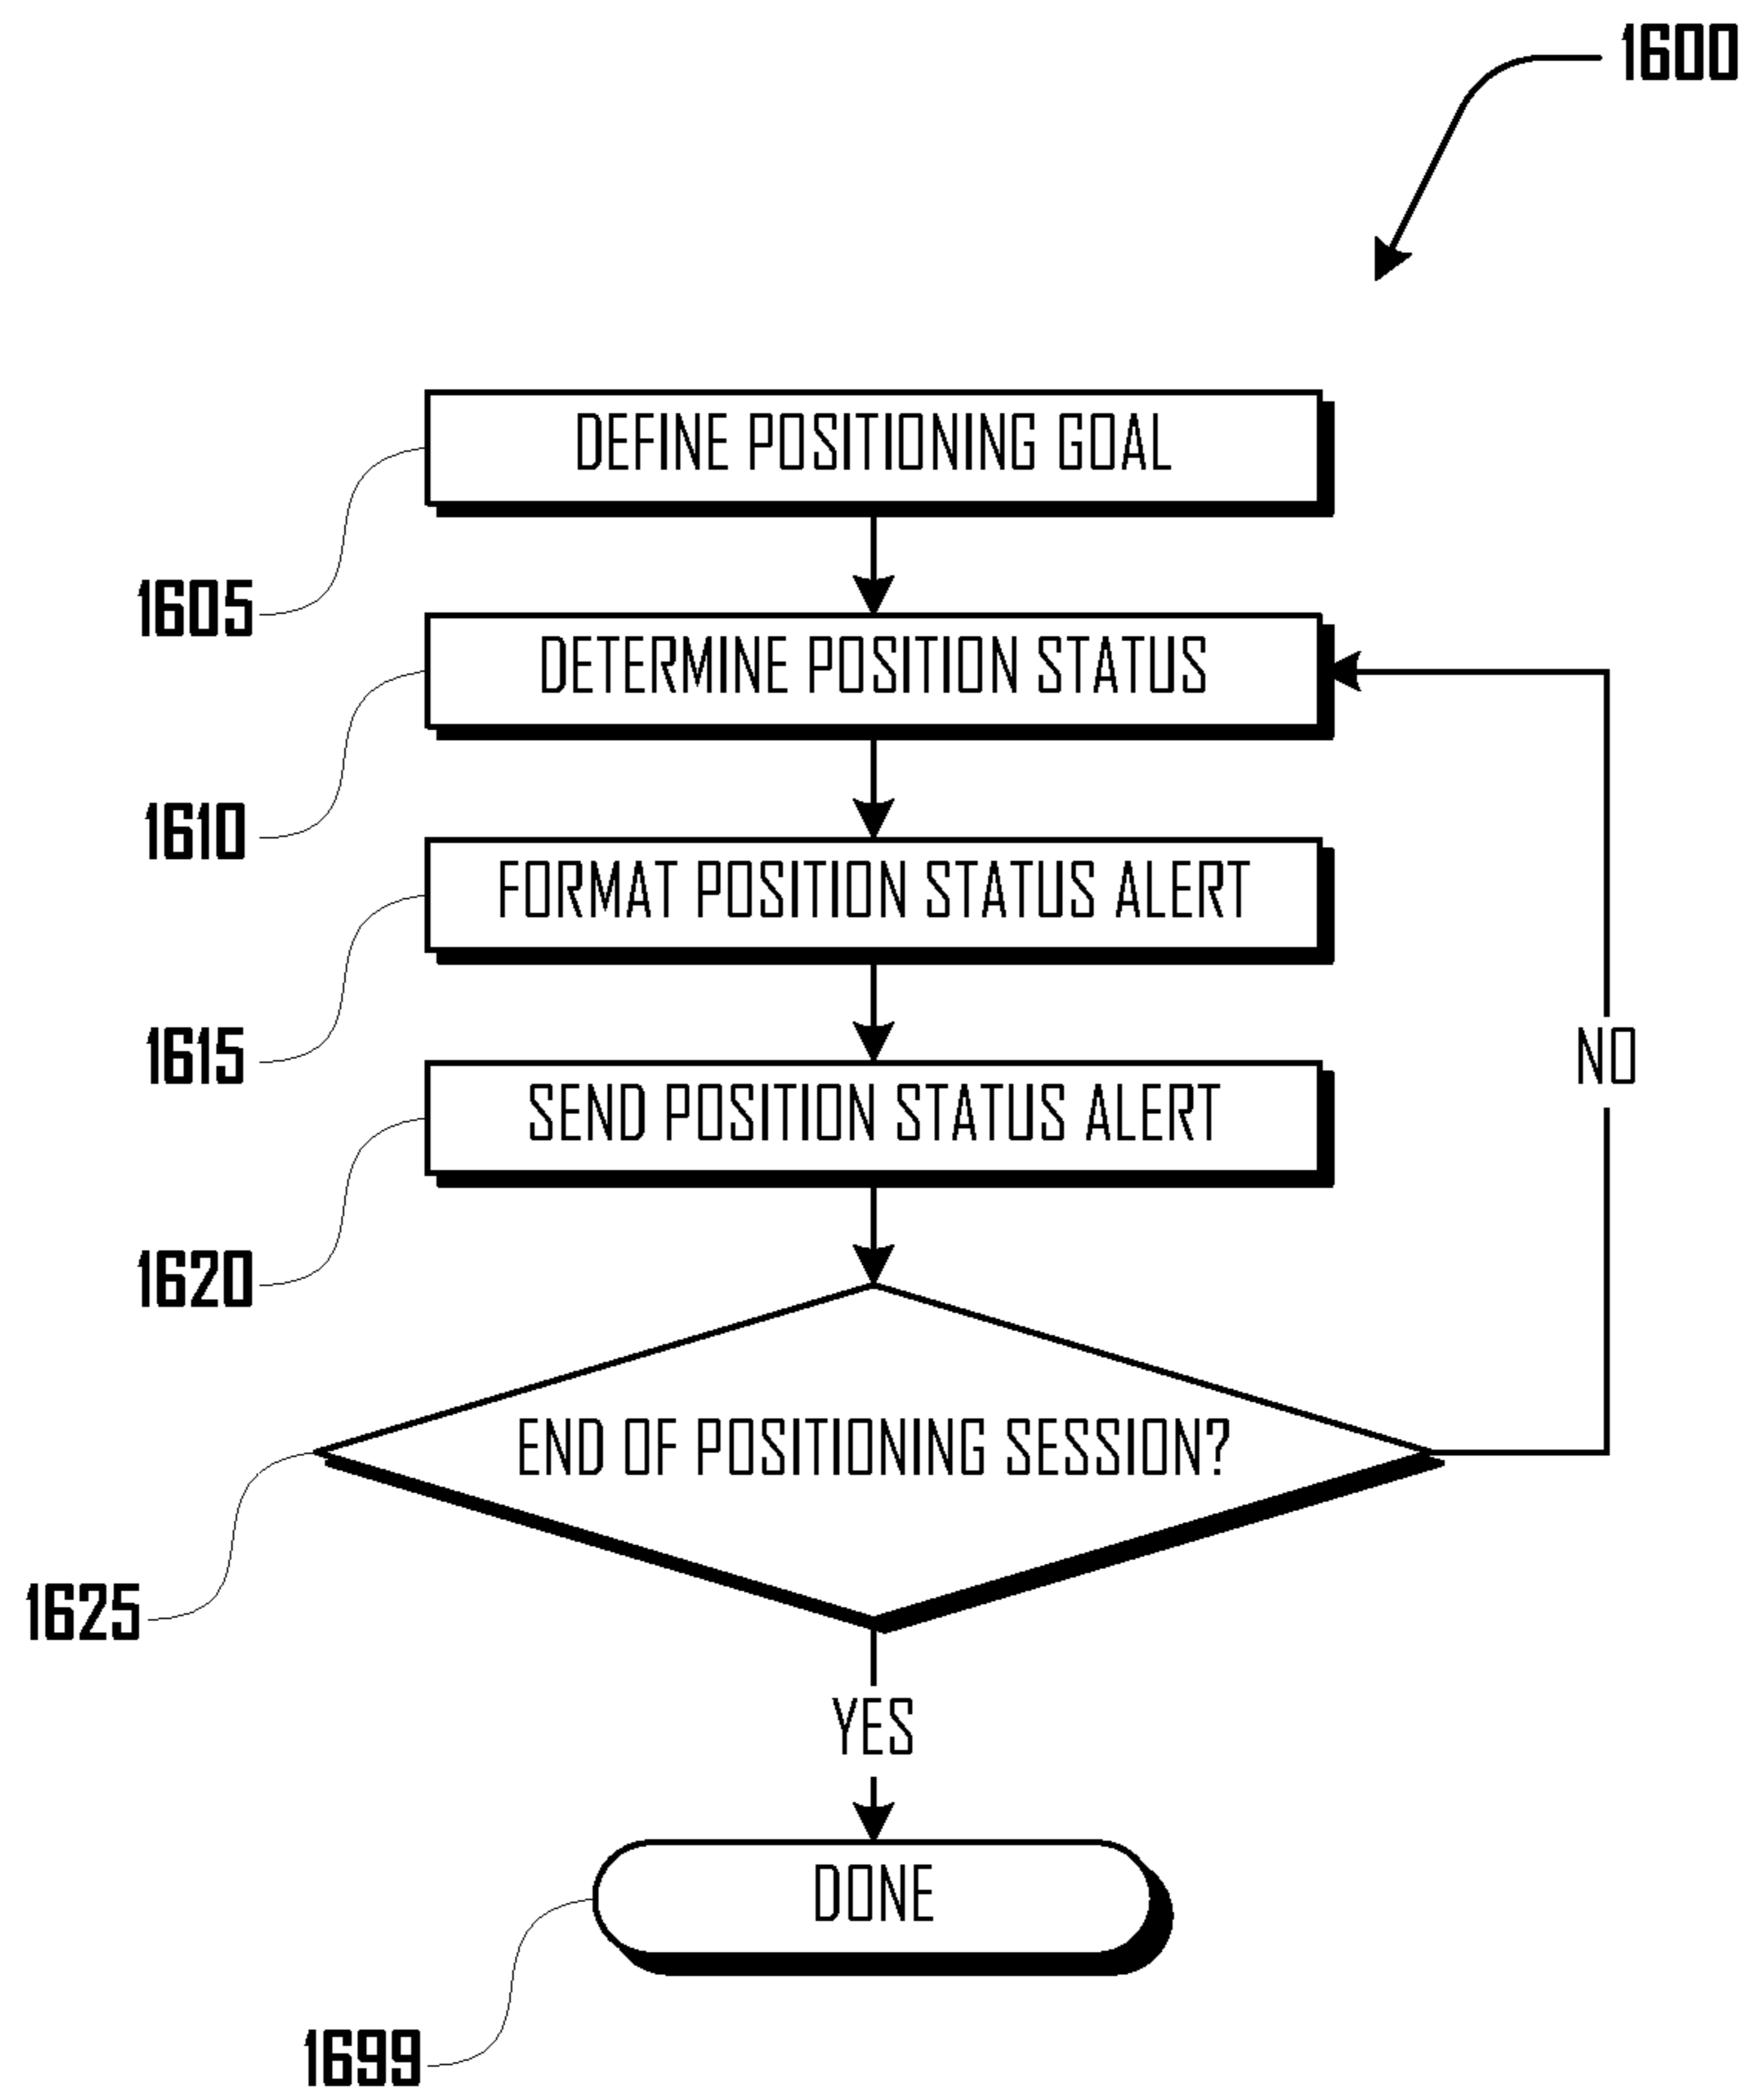 1600
DEFINE POSITIONING GOAL
1605
DETERMINE POSITION STATUS
1610
FORMAT POSITION STATUS ALERT
1615
NO
SEND POSITION STATUS ALERT
1620
END OF POSITIONING SESSION?
1625
YES
DONE
1699